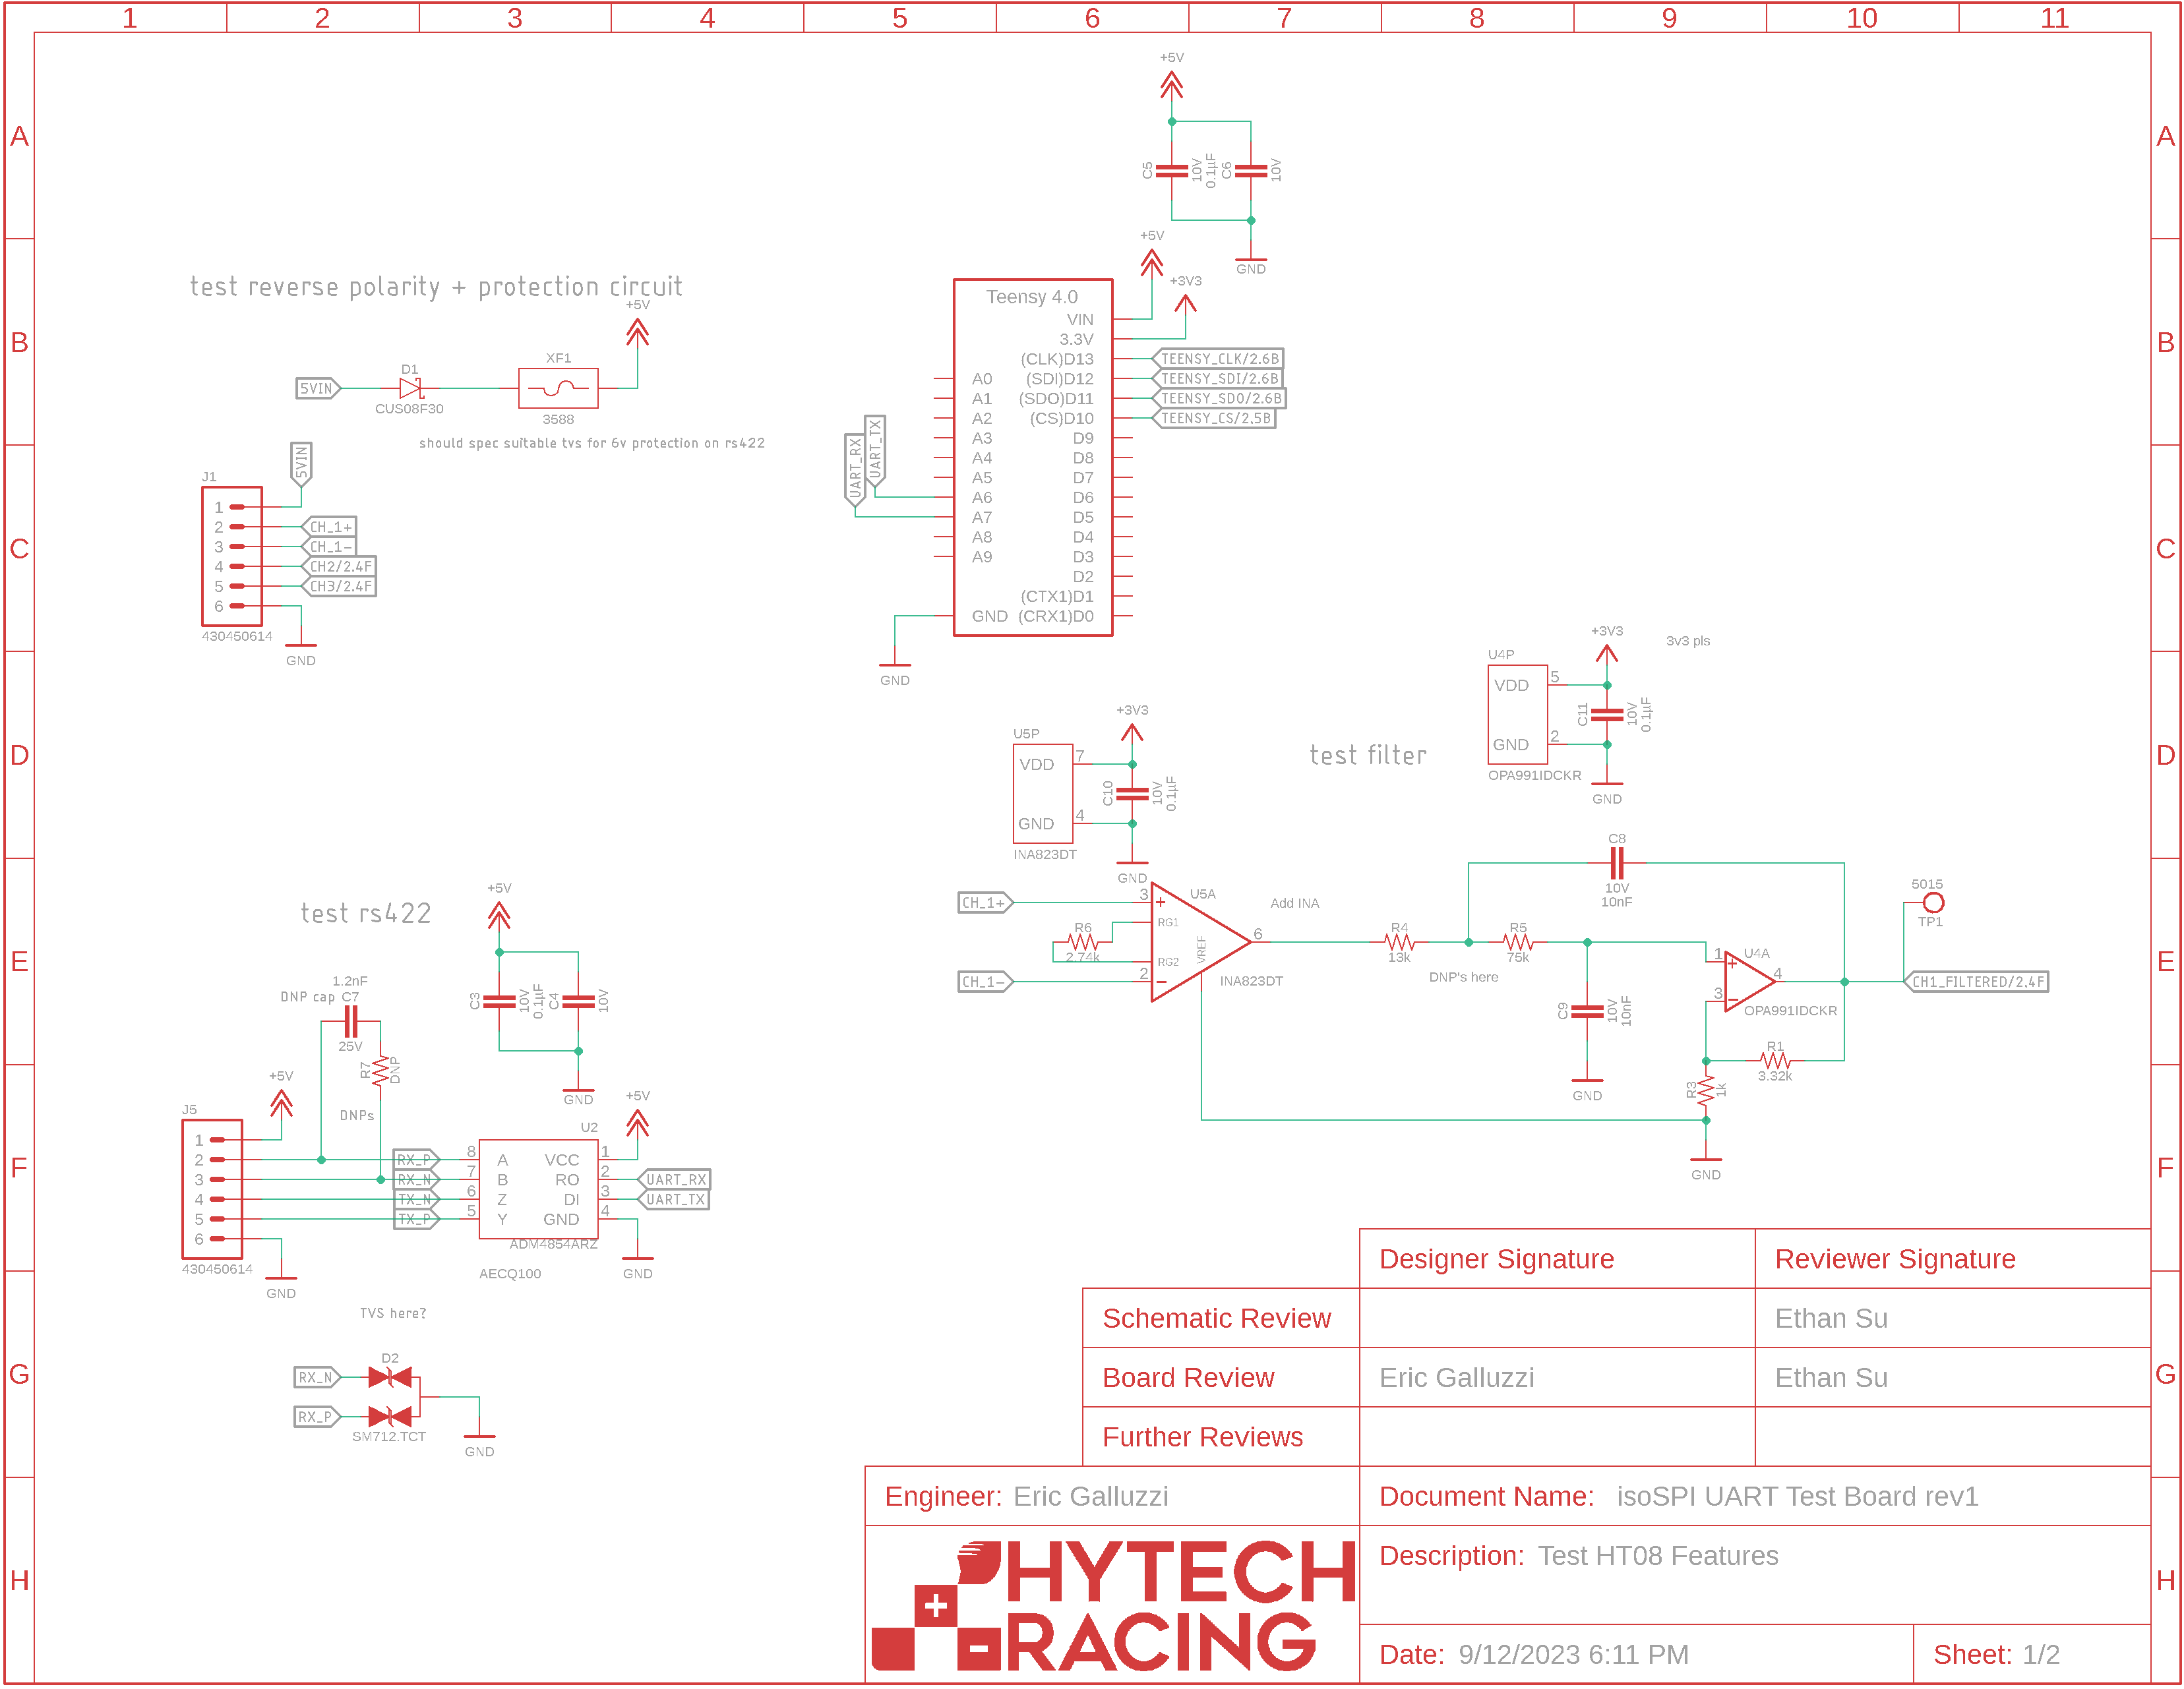 1 2 3 4 5 6 7 8 9 10 11
A A
B B
C C
D D
E E
F F
G G
H H
+5V
C5
10V
0.1µF
C6
10V
GND
test reverse polarity + protection circuit
+5V
5VIN
D1
CUS08F30
XF1
3588
should spec suitable tvs for 6v protection on rs422
J1
5VIN
1
2 CH_1+
3 CH_1-
4 CH2/2.4F
5 CH3/2.4F
6
430450614
GND
+5V
+3V3
Teensy 4.0
VIN
3.3V
(CLK)D13 TEENSY_CLK/2.6B
A0 (SDI)D12 TEENSY_SDI/2.6B
A1 (SDO)D11 TEENSY_SDO/2.6B
A2 (CS)D10 TEENSY_CS/2.5B
A3 D9
A4 D8
A5 D7
A6 D6
A7 D5
A8 D4
A9 D3
D2
(CTX1)D1
GND (CRX1)D0
UART_RX
UART_TX
GND
+3V3
3v3 pls
U4P
VDD 5
GND 2
C11
10V
0.1µF
OPA991IDCKR
GND
+3V3
U5P
VDD 7
GND 4
C10
10V
0.1µF
INA823DT
GND
test filter
CH_1+
CH_1-
R6
2.74k
3
+
RG1
RG2
2
-
VREF
U5A
6
INA823DT
Add INA
R4
13k
R5
75k
DNP's here
C8
10V
10nF
C9
10V
10nF
GND
1
+
3
-
U4A
4
OPA991IDCKR
R1
3.32k
R3
1k
GND
5015
TP1
CH1_FILTERED/2.4F
test rs422
+5V
C3
10V
0.1µF
C4
10V
GND
1.2nF
DNP cap C7
25V
R7
DNP
DNPs
+5V
J5
1
2
3
4
5
6
430450614
GND
RX_P
RX_N
TX_N
TX_P
U2
+5V
8 A VCC 1
7 B RO 2 UART_RX
6 Z DI 3 UART_TX
5 Y GND 4
ADM4854ARZ
AECQ100
GND
TVS here?
D2
RX_N
RX_P
SM712.TCT
GND
Designer Signature Reviewer Signature
Schematic Review Ethan Su
Board Review Eric Galluzzi Ethan Su
Further Reviews
Engineer: Eric Galluzzi
Document Name: isoSPI UART Test Board rev1
HYTECH
RACING
Description: Test HT08 Features
Date: 9/12/2023 6:11 PM
Sheet: 1/2